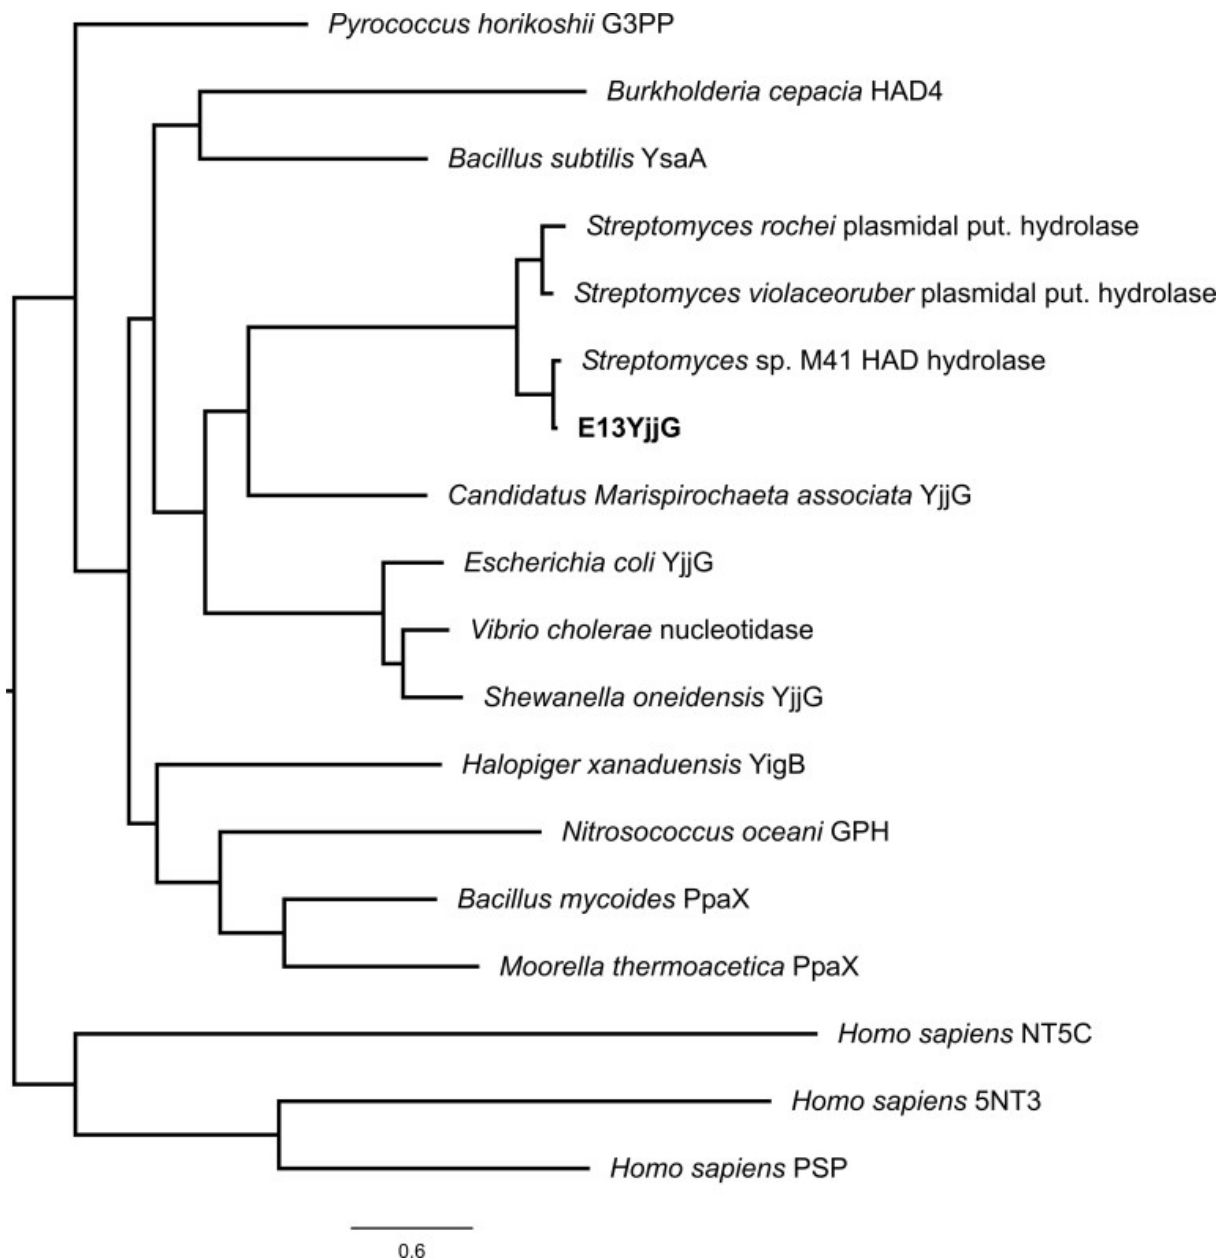 Pyrococcus horikoshii G3PP
Burkholderia cepacia HAD4
Bacillus subtilis YsaA
Streptomyces rochei plasmidal put. hydrolase
Streptomyces violaceoruber plasmidal put. hydrolase
Streptomyces sp. M41 HAD hydrolase
E13YjjG
Candidatus Marispirochaeta associata YjjG
Escherichia coli YjjG
Vibrio cholerae nucleotidase
Shewanella oneidensis YjjG
Halopiger xanaduensis YigB
Nitrosococcus oceani GPH
Bacillus mycoides PpaX
Moorella thermoacetica PpaX
Homo sapiens NT5C
Homo sapiens 5NT3
Homo sapiens PSP
0.6